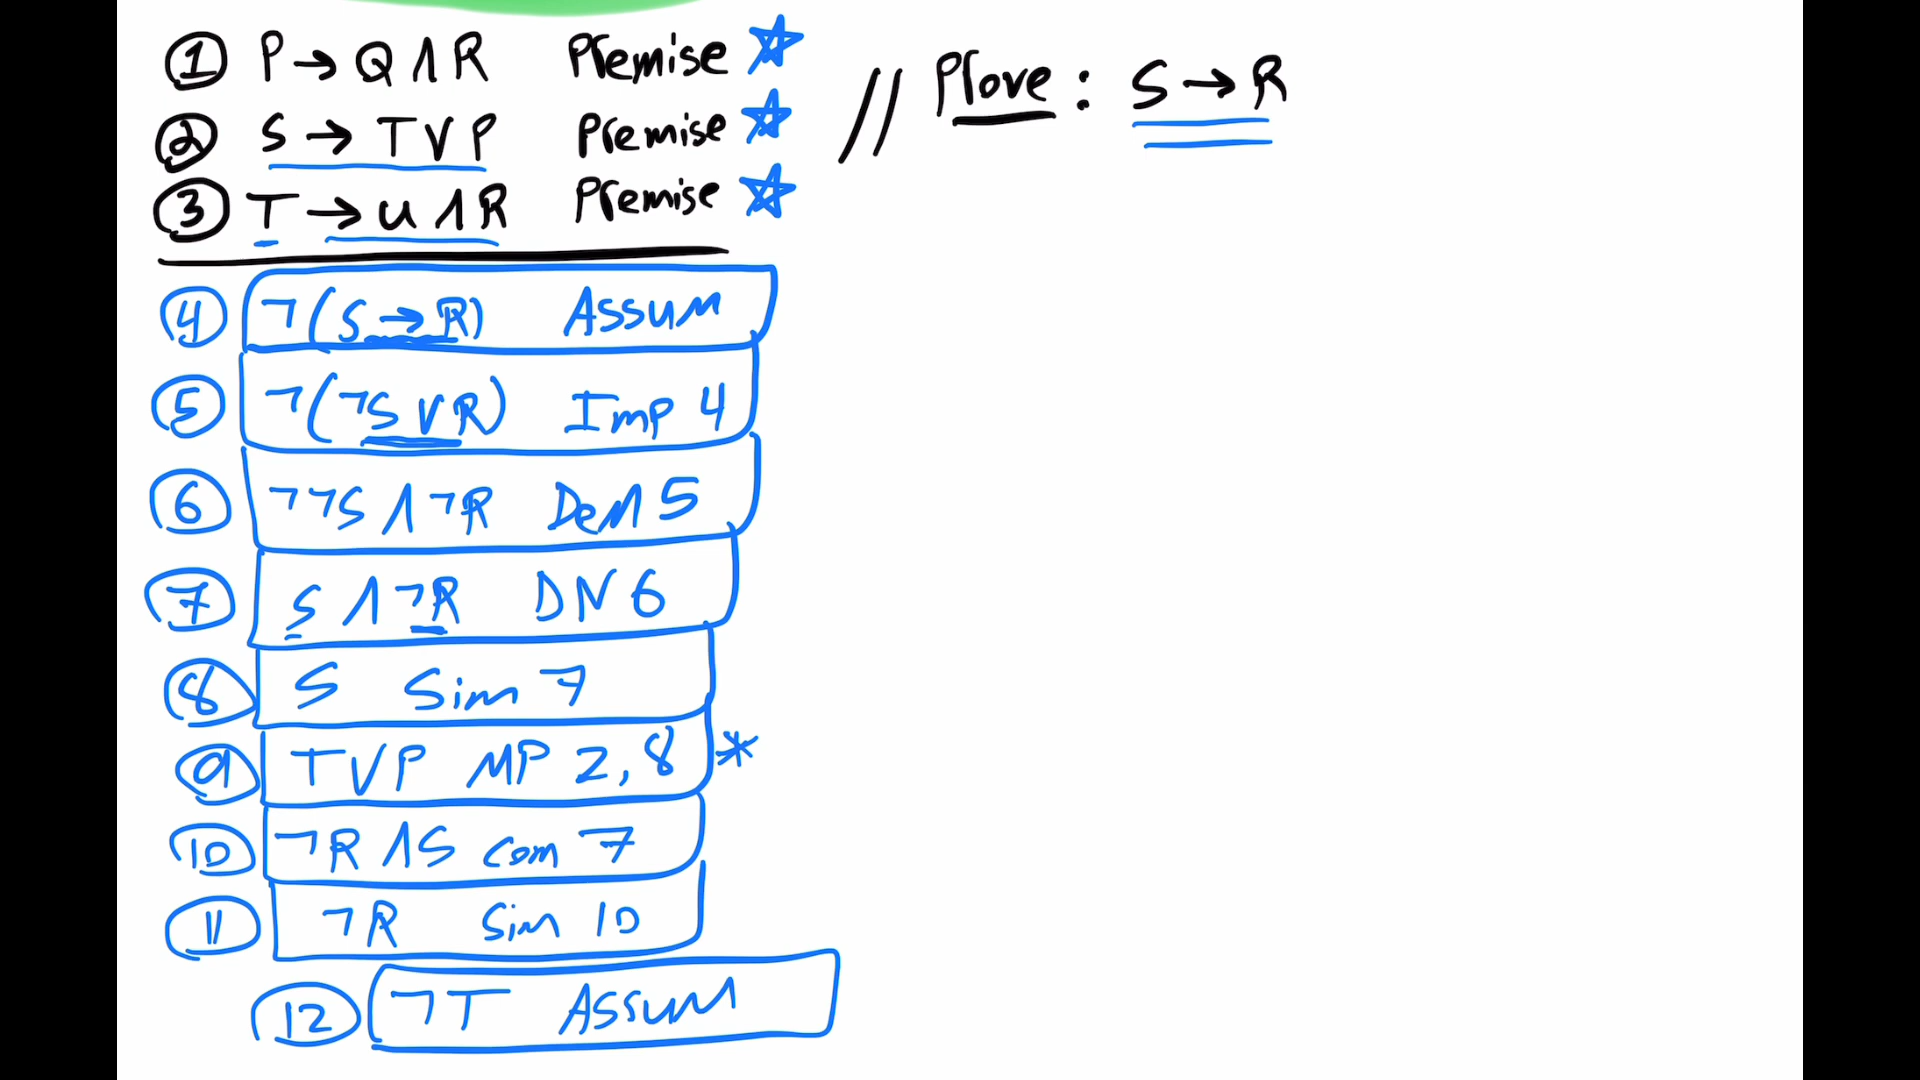 ① P → Q ∧ R Premise ☆
② S → T ∨ P Premise ☆
③ T → U ∧ R Premise ☆
// Prove: S → R
④ ¬(S → R) Assum
⑤ ¬(¬S ∨ R) Imp 4
⑥ ¬¬S ∧ ¬R DeM 5
⑦ S ∧ ¬R DN 6
⑧ S Sim 7
⑨ T ∨ P MP 2, 8 *
⑩ ¬R ∧ S Com 7
⑪ ¬R Sim 10
⑫ ¬T Assum